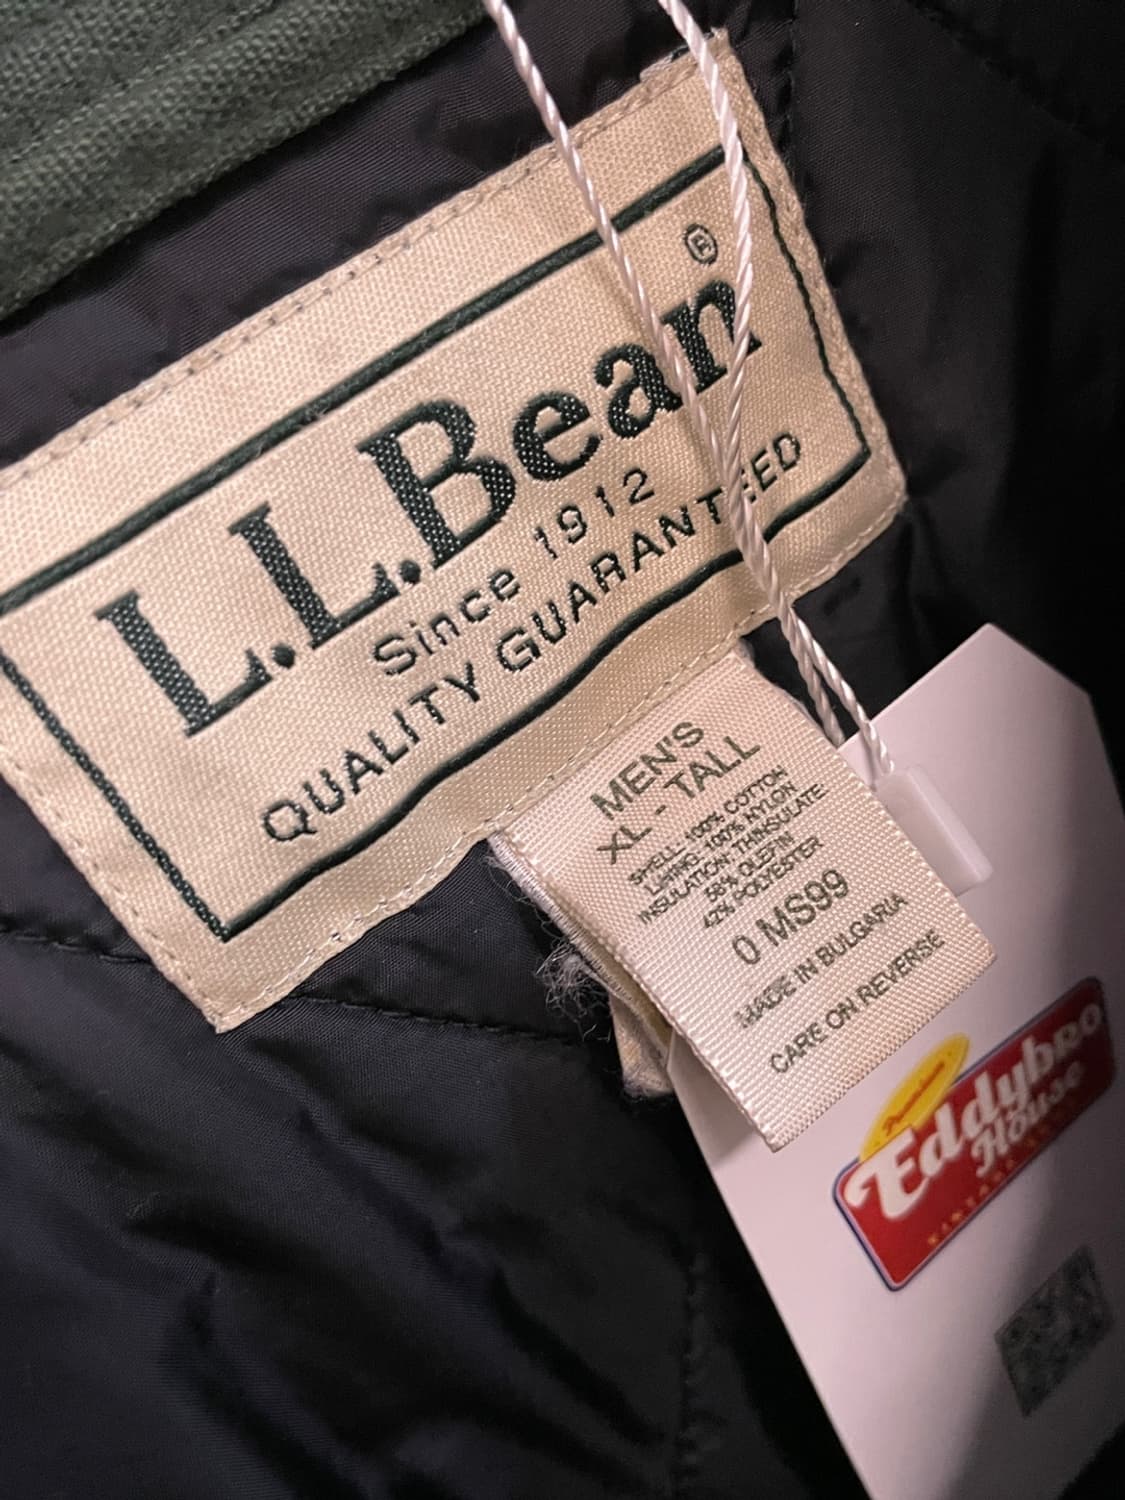 L.L.Bean®
Since 1912
QUALITY GUARANTEED
MEN'S
XL - TALL
SHELL: 100% COTTON
LINING: 100% NYLON
INSULATION: THINSULATE:
58% OLEFIN
42% POLYESTER
0 MS99
MADE IN BULGARIA
CARE ON REVERSE
Premium
Eddybro
House